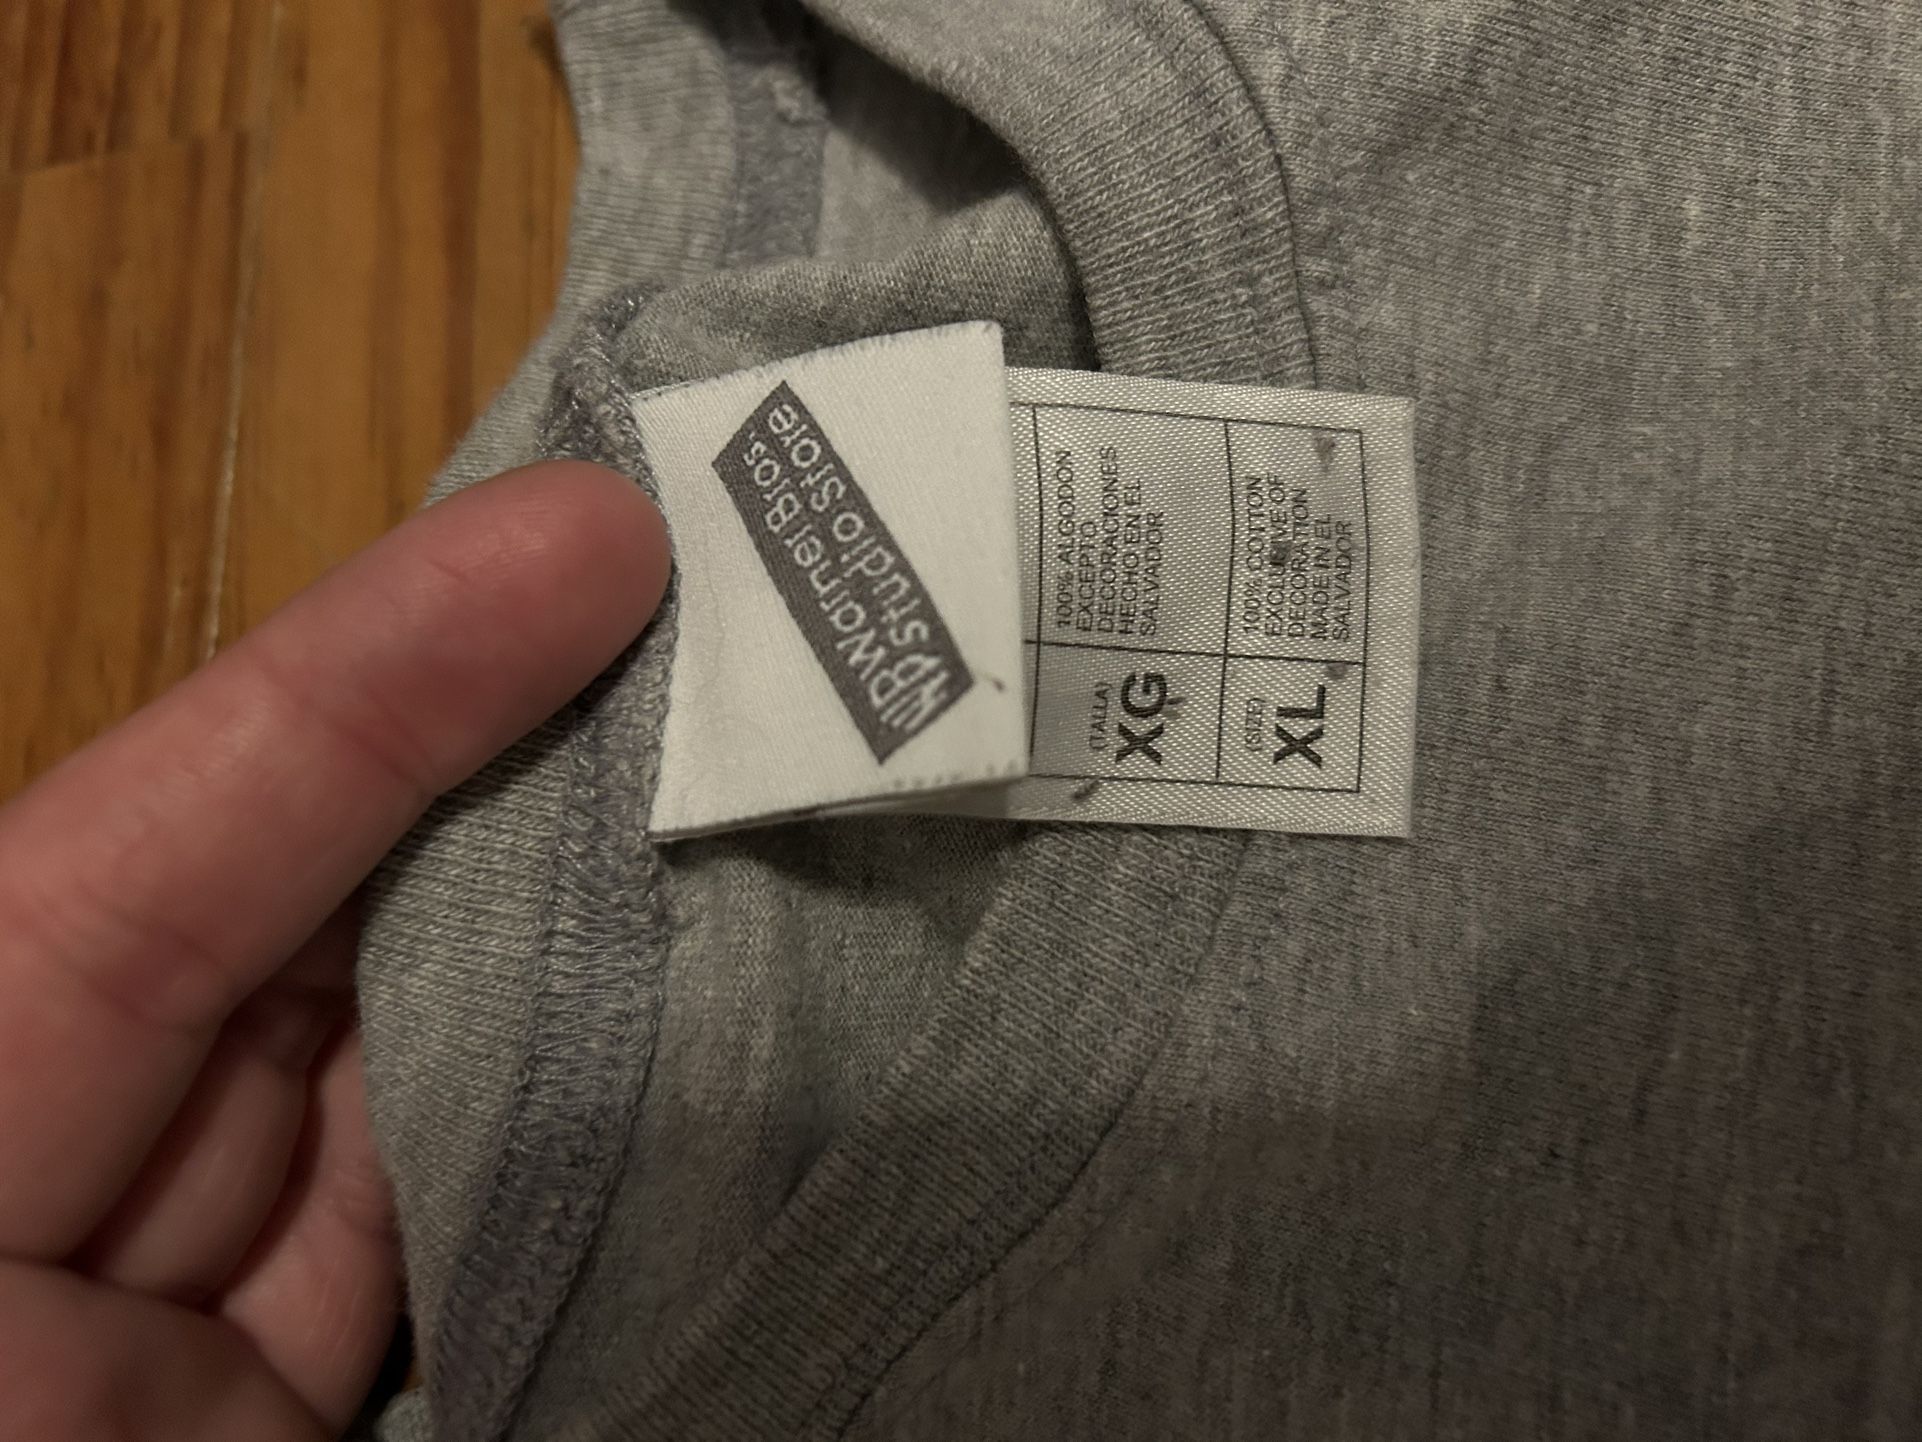 Warner Bros.
Studio Store
(TALLA)
XG
100% ALGODON
EXCEPTO
DECORACIONES
HECHO EN EL
SALVADOR
(SIZE)
XL
100% COTTON
EXCLUSIVE OF
DECORATION
MADE IN EL
SALVADOR